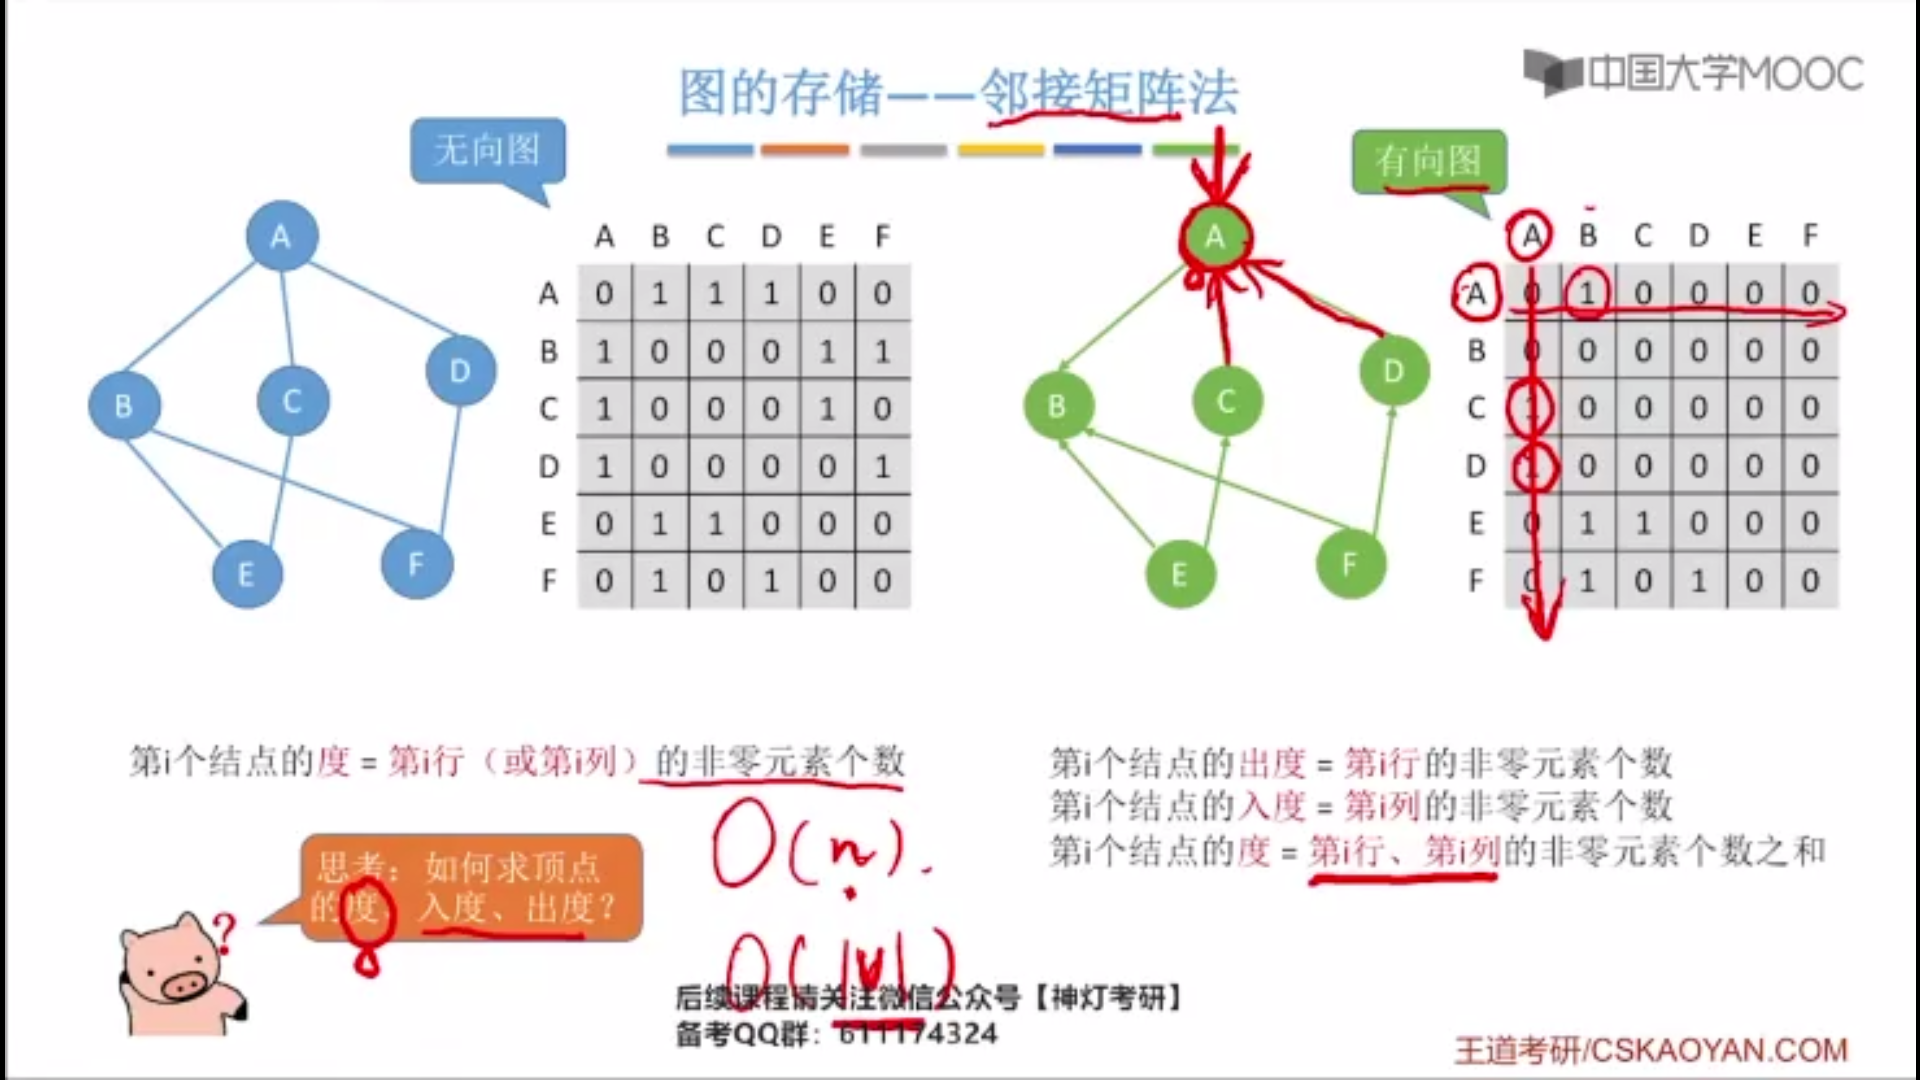 中国大学MOOC
图的存储——邻接矩阵法
无向图
有向图
A
B
C
D
E
F
A B C D E F
A 0 1 1 1 0 0
B 1 0 0 0 1 1
C 1 0 0 0 1 0
D 1 0 0 0 0 1
E 0 1 1 0 0 0
F 0 1 0 1 0 0
A
B
C
D
E
F
A B C D E F
A 0 1 0 0 0 0
B 0 0 0 0 0 0
C 1 0 0 0 0 0
D 1 0 0 0 0 0
E 0 1 1 0 0 0
F 0 1 0 1 0 0
第i个结点的度 = 第i行（或第i列）的非零元素个数
O(n).
O(|V|)
第i个结点的出度 = 第i行的非零元素个数
第i个结点的入度 = 第i列的非零元素个数
第i个结点的度 = 第i行、第i列的非零元素个数之和
思考：如何求顶点
的度、入度、出度？
?
后续课程请关注微信公众号【神灯考研】
备考QQ群：611174324
王道考研/CSKAOYAN.COM